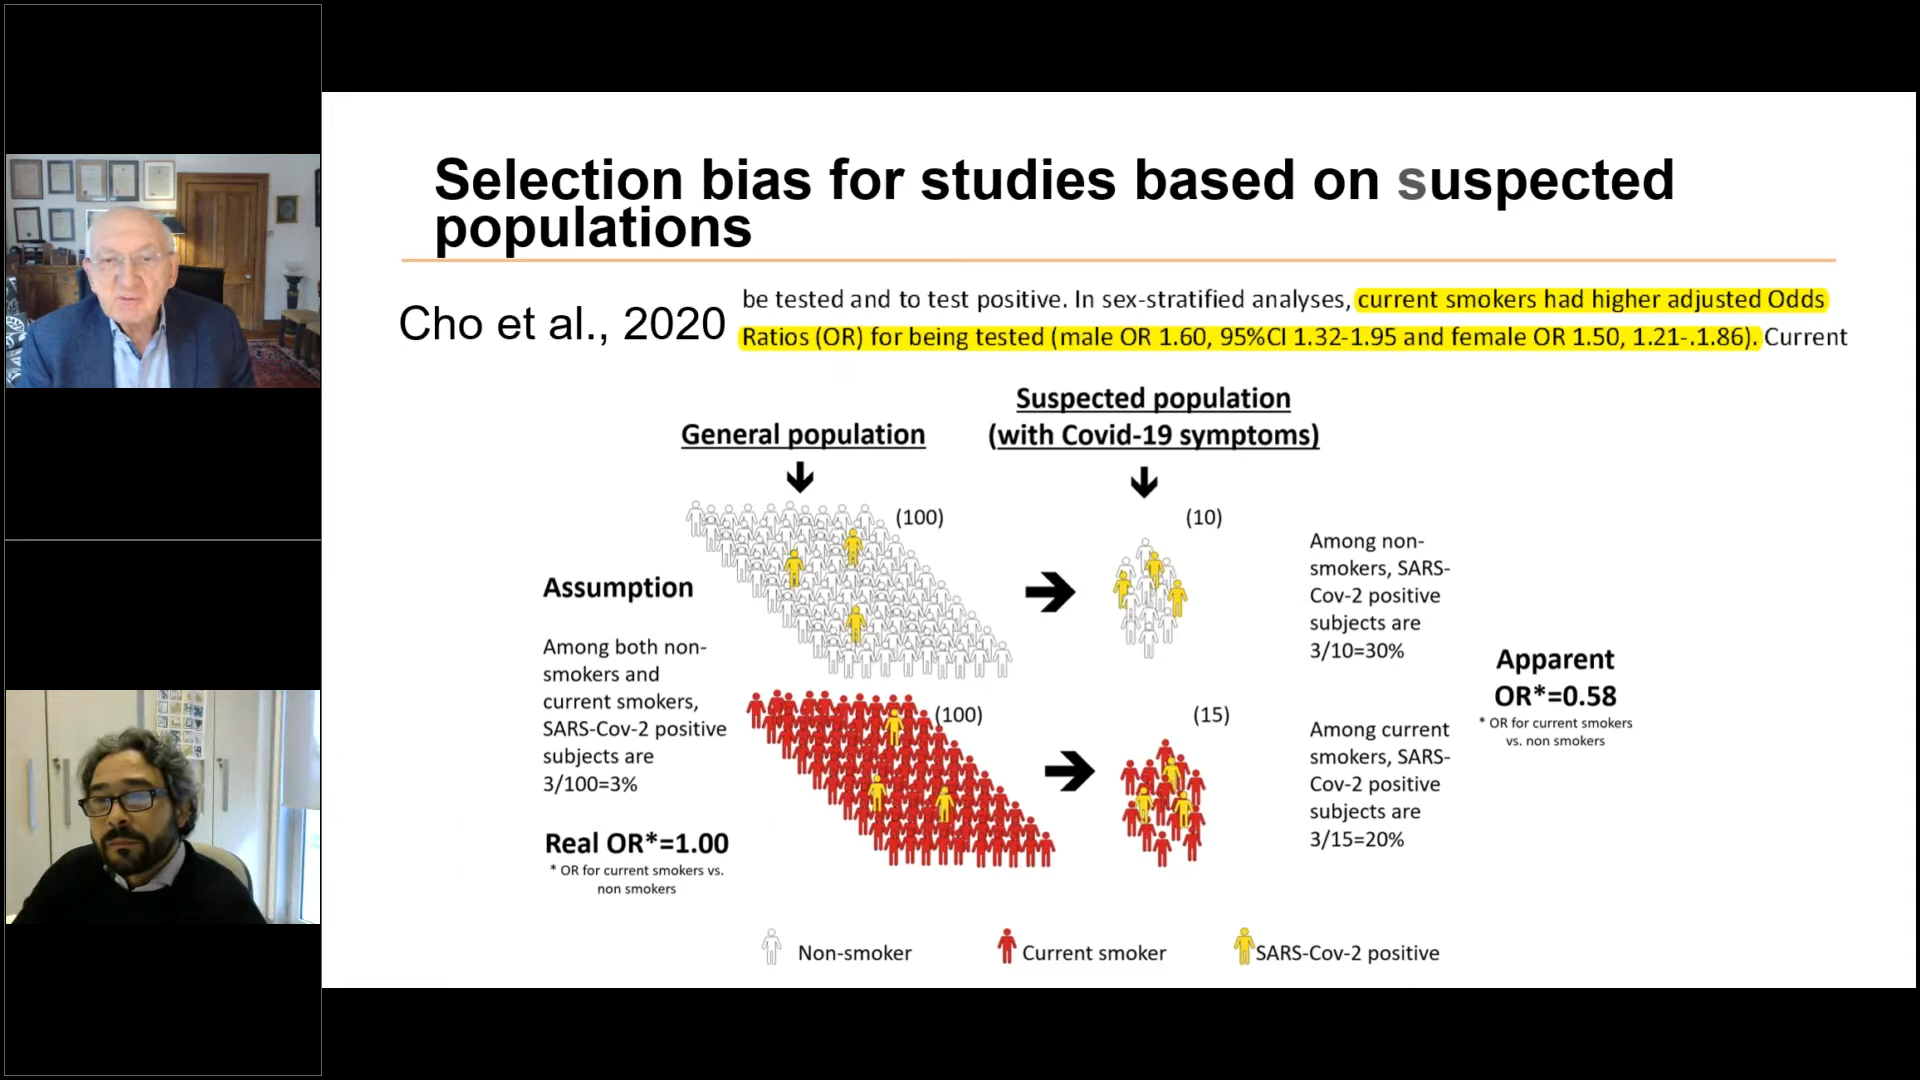 Selection bias for studies based on suspected
populations
Cho et al., 2020
be tested and to test positive. In sex-stratified analyses, current smokers had higher adjusted Odds
Ratios (OR) for being tested (male OR 1.60, 95%CI 1.32-1.95 and female OR 1.50, 1.21-.1.86). Current
General population
Suspected population
(with Covid-19 symptoms)
(100)
(10)
Assumption
Among both non-
smokers and
current smokers,
SARS-Cov-2 positive
subjects are
3/100=3%
Real OR*=1.00
* OR for current smokers vs.
non smokers
Among non-
smokers, SARS-
Cov-2 positive
subjects are
3/10=30%
(100)
(15)
Among current
smokers, SARS-
Cov-2 positive
subjects are
3/15=20%
Apparent
OR*=0.58
* OR for current smokers
vs. non smokers
Non-smoker
Current smoker
SARS-Cov-2 positive